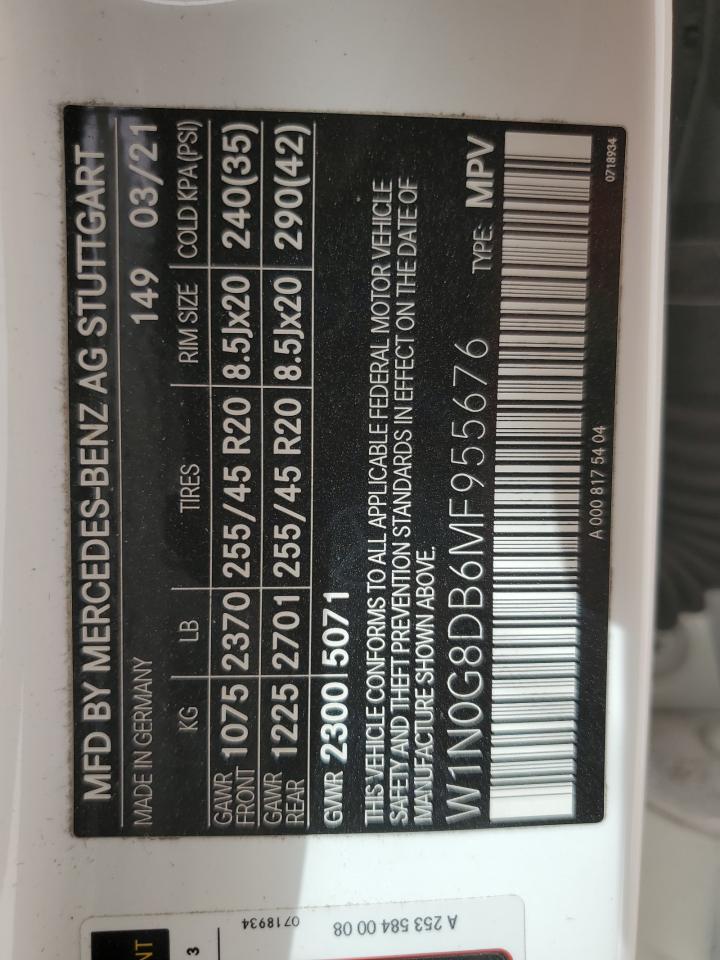 MFD BY MERCEDES-BENZ AG STUTTGART
MADE IN GERMANY 149 03/21
KG LB TIRES RIM SIZE COLD KPA(PSI)
GAWR FRONT 1075 2370 255/45 R20 8.5Jx20 240(35)
GAWR REAR 1225 2701 255/45 R20 8.5Jx20 290(42)
GVWR 2300 5071
THIS VEHICLE CONFORMS TO ALL APPLICABLE FEDERAL MOTOR VEHICLE
SAFETY AND THEFT PREVENTION STANDARDS IN EFFECT ON THE DATE OF
MANUFACTURE SHOWN ABOVE.
W1N0G8DB6MF955676 TYPE: MPV
0718934
A 000 817 54 04
A 253 584 00 08
0718934
NT
3